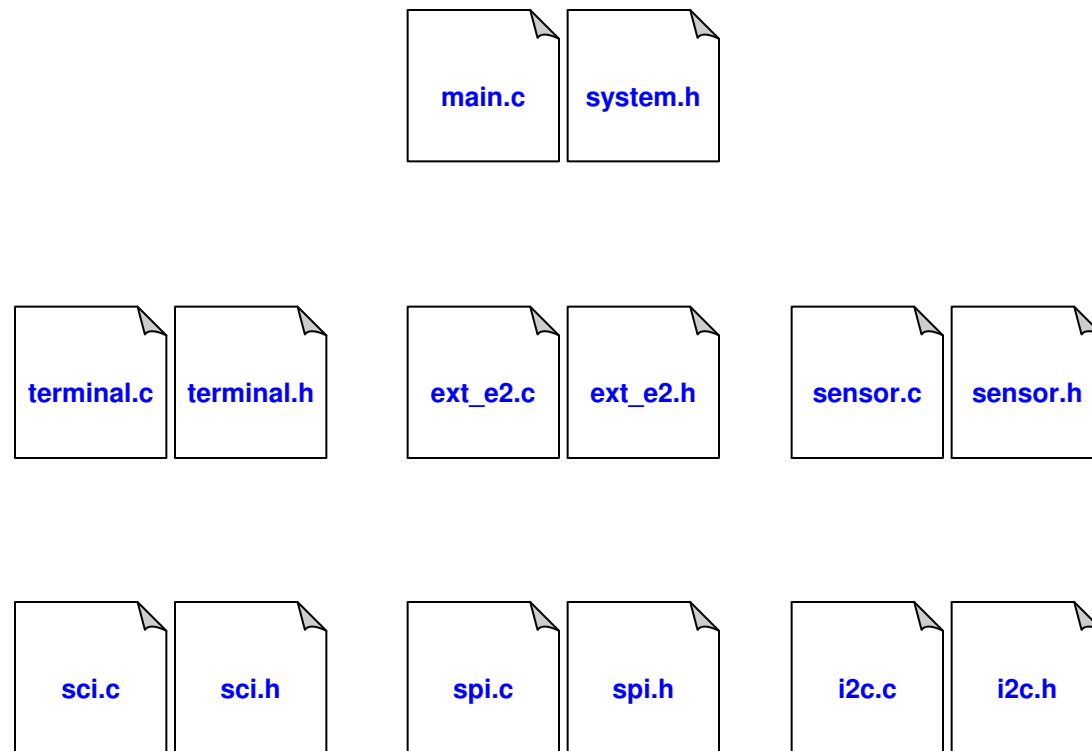 main.c system.h
terminal.c terminal.h ext_e2.c ext_e2.h sensor.c sensor.h
sci.c sci.h spi.c spi.h i2c.c i2c.h